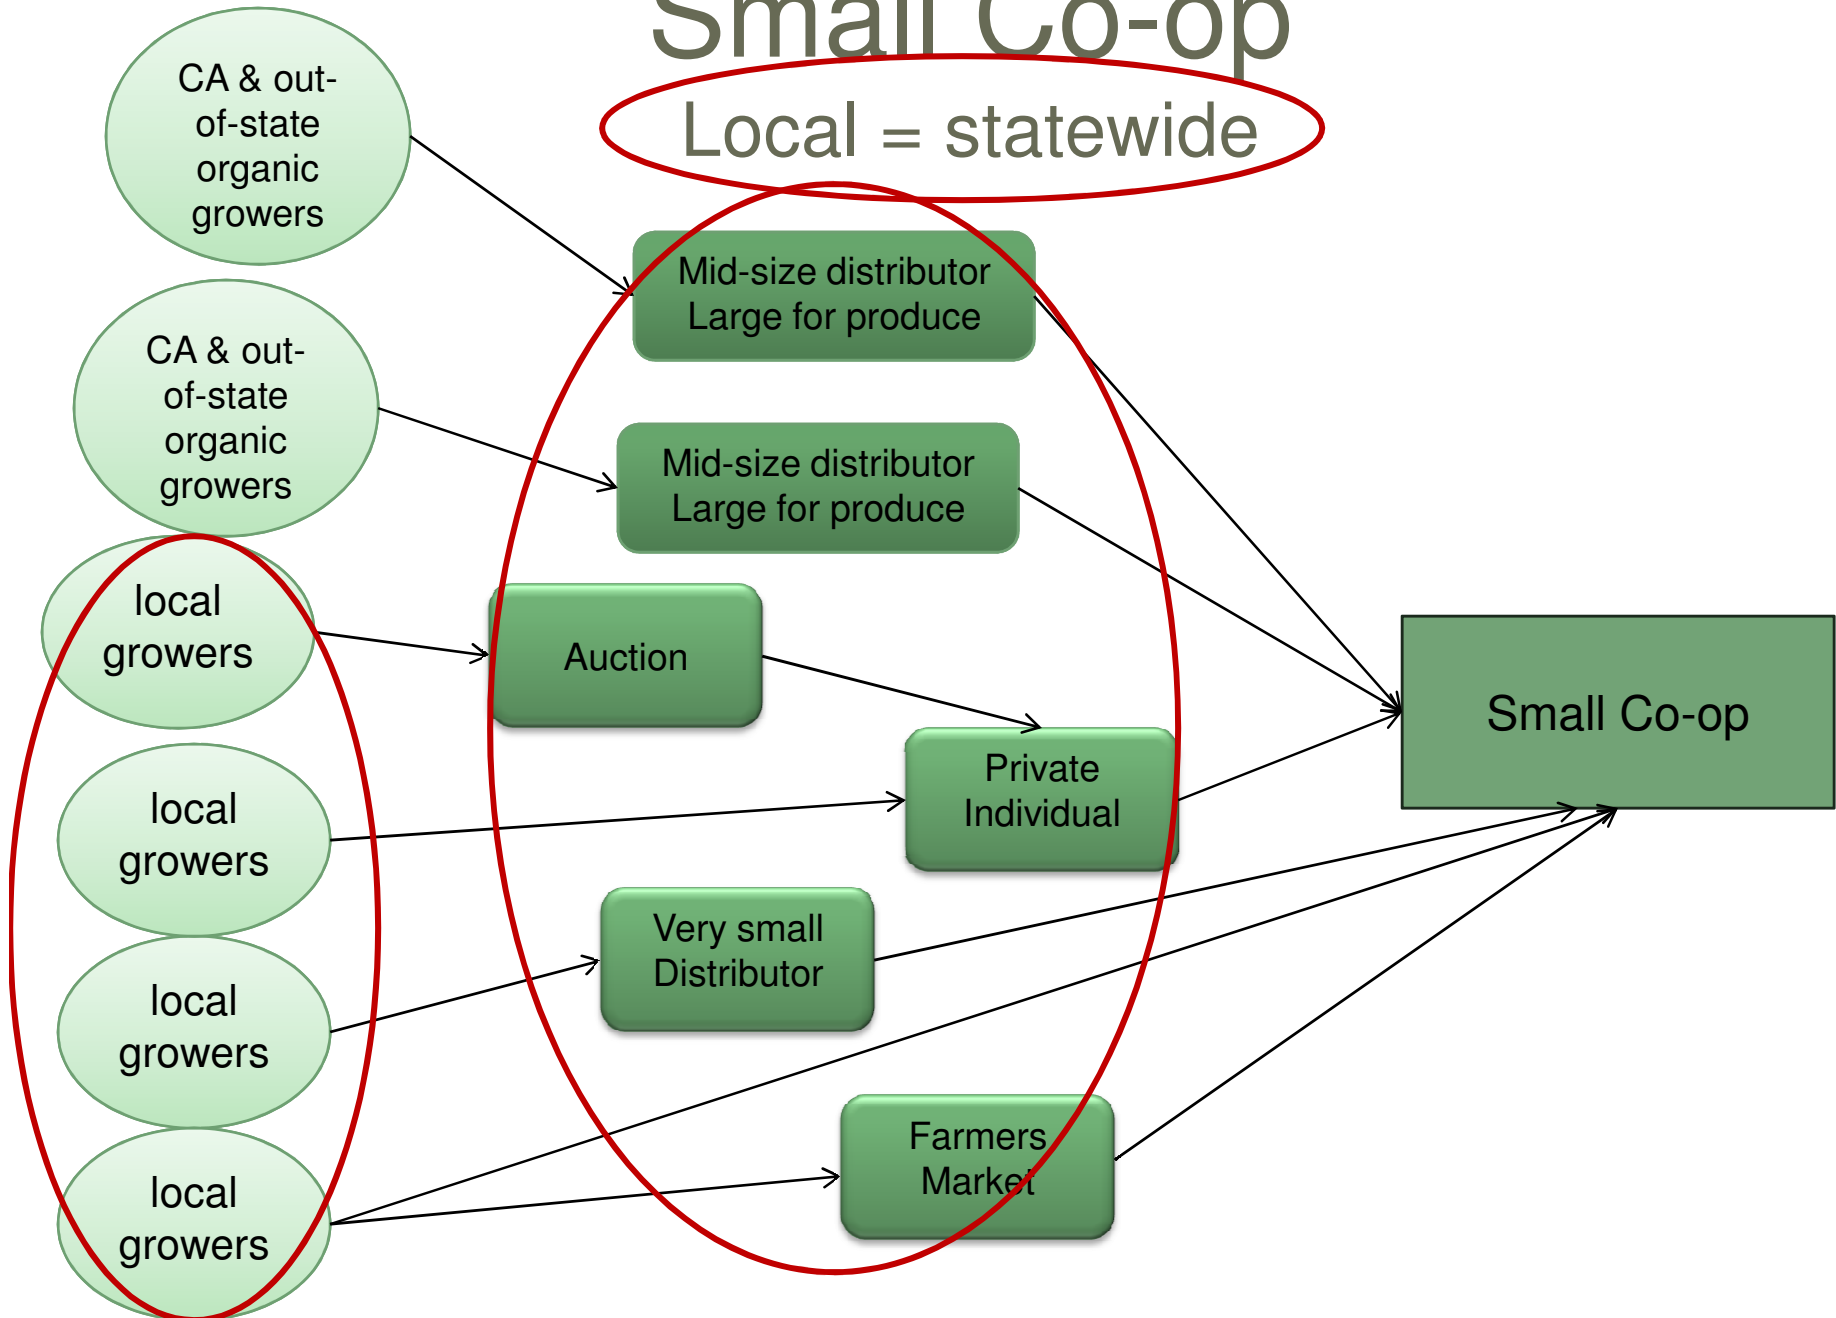 Small Co-op
Local = statewide
CA & out-
of-state
organic
growers
Mid-size distributor
Large for produce
CA & out-
of-state
organic
growers
Mid-size distributor
Large for produce
local
growers
Auction
Small Co-op
Private
Individual
local
growers
Very small
Distributor
local
growers
Farmers
Market
local
growers